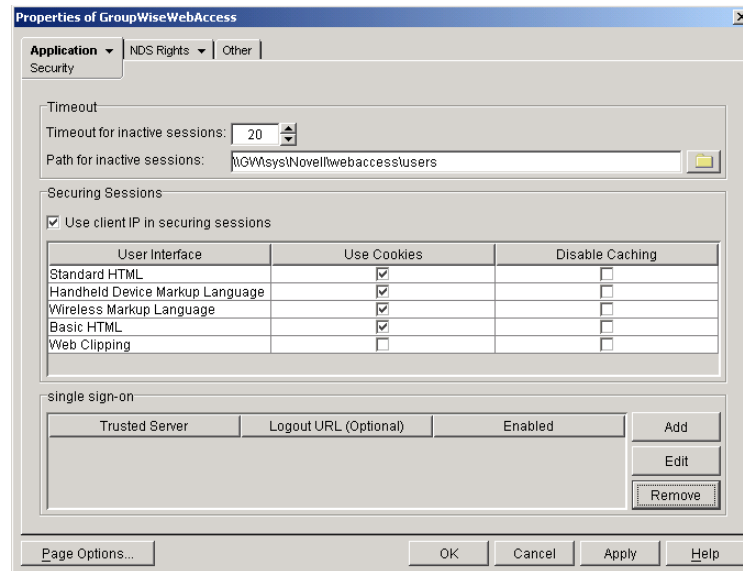 Properties of GroupWiseWebAccess
Application NDS Rights Other
Security
Timeout
Timeout for inactive sessions: 20
Path for inactive sessions: \\GW\sys\Novell\webaccess\users
Securing Sessions
Use client IP in securing sessions
User Interface Use Cookies Disable Caching
Standard HTML
Handheld Device Markup Language
Wireless Markup Language
Basic HTML
Web Clipping
single sign-on
Trusted Server Logout URL (Optional) Enabled Add
Edit
Remove
Page Options... OK Cancel Apply Help